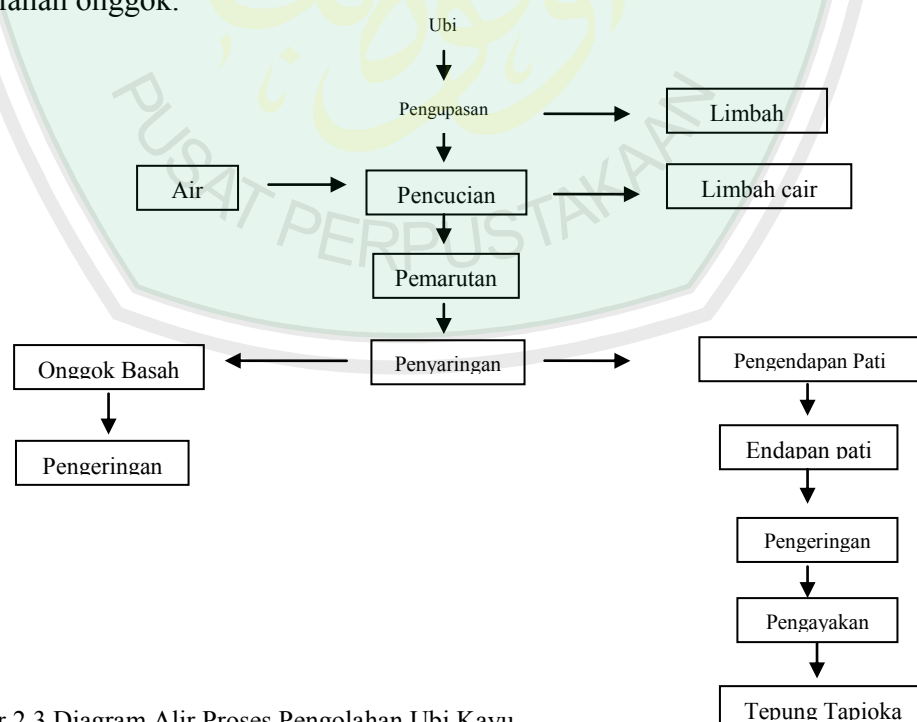 onggok.
Ubi
Pengupasan
Limbah
PUSAT PERPUSTAKAAN
Air
Pencucian
Limbah cair
Pemarutan
Onggok Basah
Penyaringan
Pengendapan Pati
Pengeringan
Endapan pati
Pengeringan
Pengayakan
Tepung Tapioka
2.3 Diagram Alir Proses Pengolahan Ubi Kayu